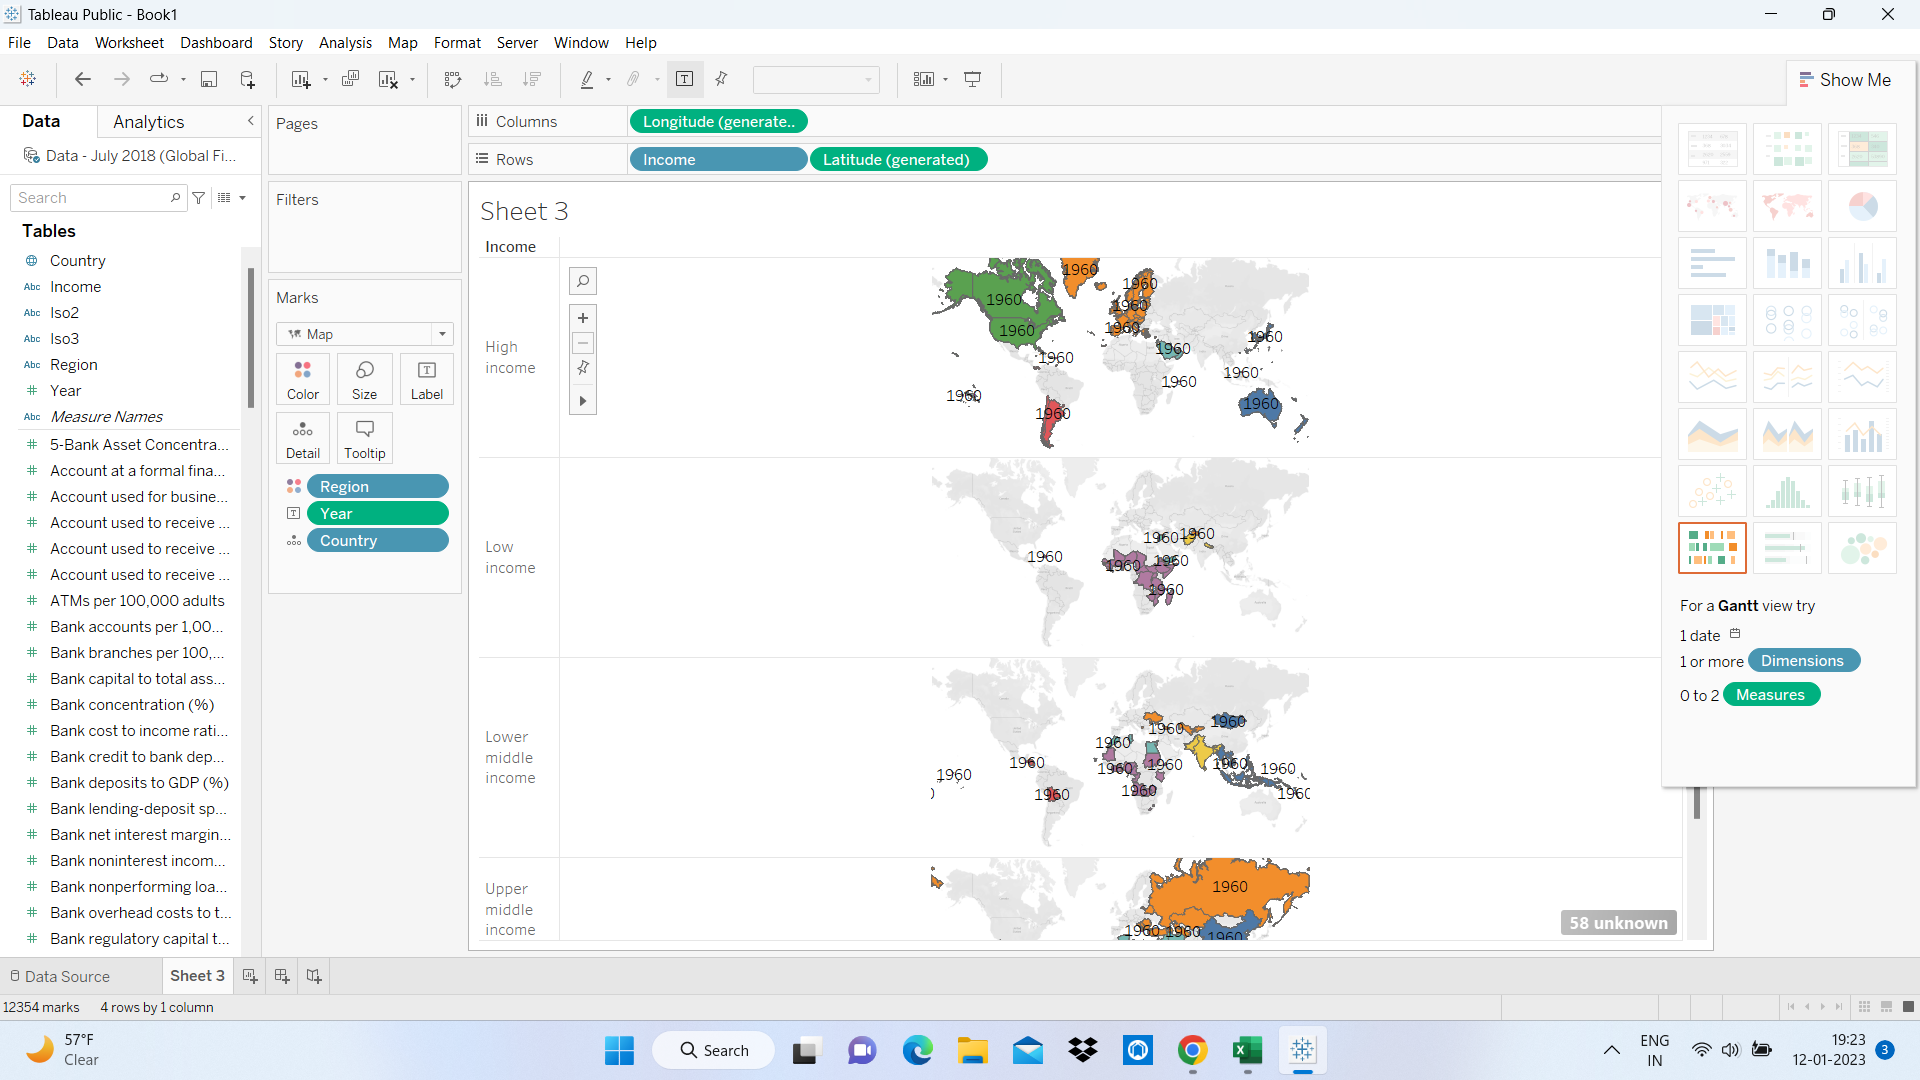 Tableau Public - Book1
File Data Worksheet Dashboard Story Analysis Map Format Server Window Help
Show Me
Data Analytics
Pages
Columns Longitude (generate..
Data - July 2018 (Global Fi...
Rows Income Latitude (generated)
Search
Filters
Sheet 3
Tables
Income
Country
Abc Income
Abc Iso2
Abc Iso3
Abc Region
Year
Abc Measure Names
5-Bank Asset Concentra...
Account at a formal fina...
Account used for busine...
Account used to receive ...
Account used to receive ...
Account used to receive ...
ATMs per 100,000 adults
Bank accounts per 1,00...
Bank branches per 100,...
Bank capital to total ass...
Bank concentration (%)
Bank cost to income rati...
Bank credit to bank dep...
Bank deposits to GDP (%)
Bank lending-deposit sp...
Bank net interest margin...
Bank noninterest incom...
Bank nonperforming loa...
Bank overhead costs to t...
Bank regulatory capital t...
Marks
Map
Color Size Label
Detail Tooltip
Region
Year
Country
High
income
1960
1960
1960
1960
1960
1960
1960
1960
1960
1960
1960
1960
1960
1960
Low
income
1960
1960
1960
1960
1960
1960
Lower
middle
income
1960
1960
1960
1960
1960
1960
1960
1960
1960
1960
1960
1960
Upper
middle
income
1960
1960
1960
1960
58 unknown
For a Gantt view try
1 date
1 or more Dimensions
0 to 2 Measures
Data Source Sheet 3
12354 marks 4 rows by 1 column
57°F
Clear
Search
ENG
IN
19:23
12-01-2023
3